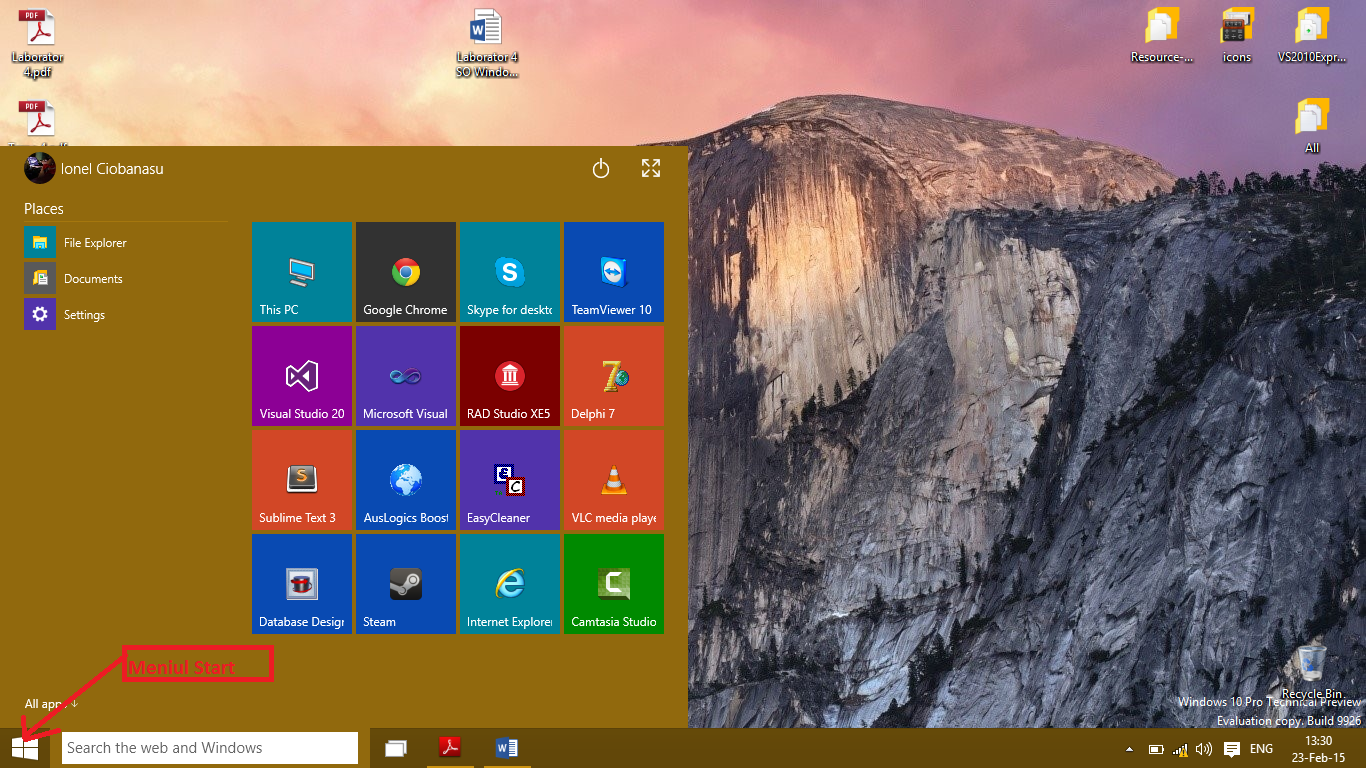 Laborator 4.pdf
Laborator 4
SO Windo...
Resource-...
icons
VS2010Expr...
All
Ionel Ciobanasu
Places
File Explorer
Documents
Settings
This PC
Google Chrome
Skype for deskto
TeamViewer 10
Visual Studio 20
Microsoft Visual
RAD Studio XE5
Delphi 7
Sublime Text 3
AusLogics Boost
EasyCleaner
VLC media playe
Database Design
Steam
Internet Explorer
Camtasia Studio
Meniul Start
All apps
Recycle Bin
Windows 10 Pro Technical Preview
Evaluation copy. Build 9926
Search the web and Windows
ENG
13:30
23-Feb-15